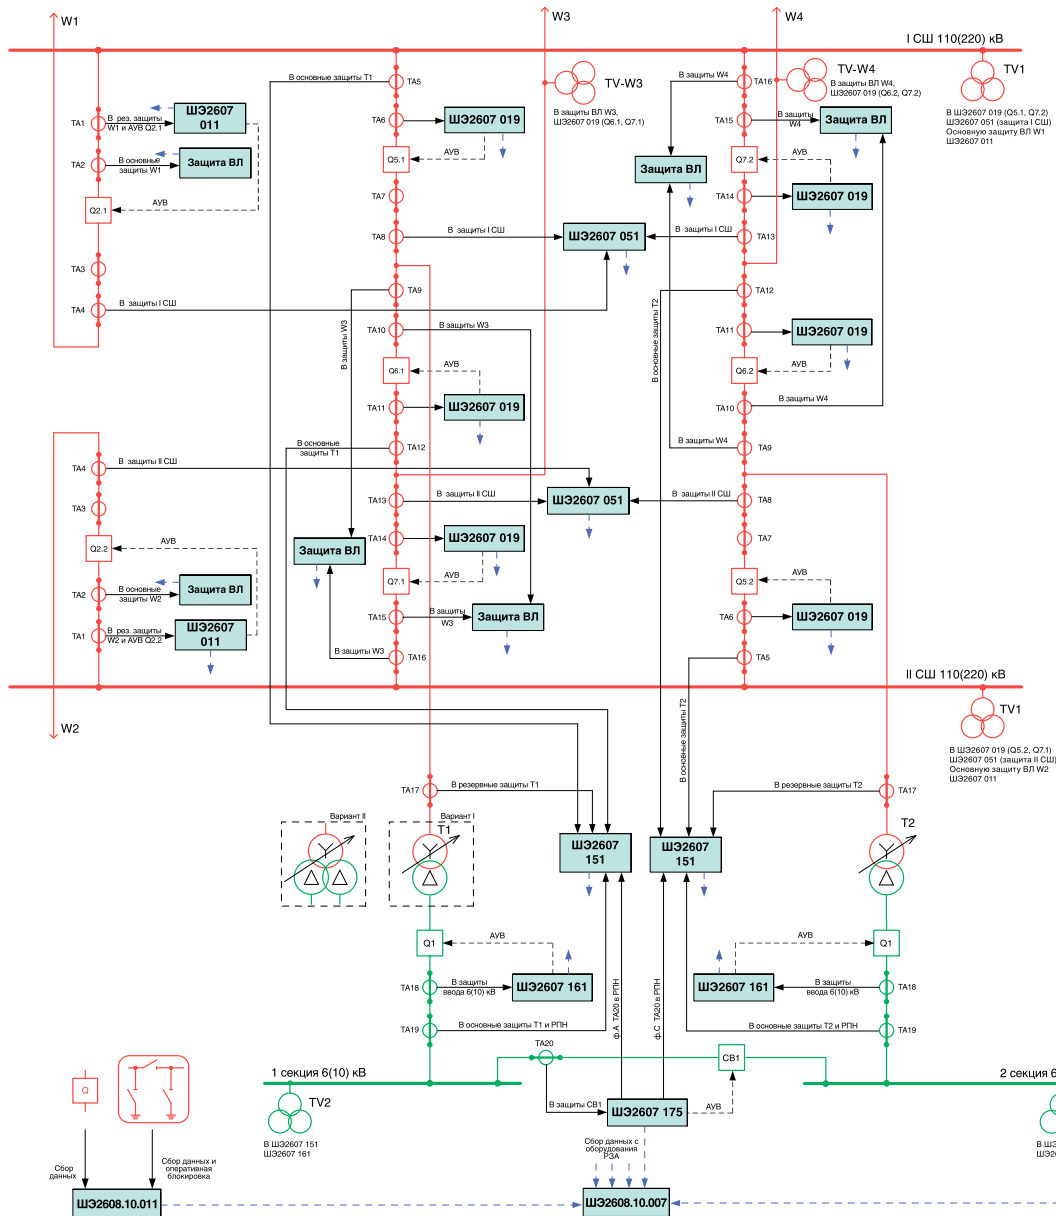 W1
W3
W4
I СШ 110(220) кВ
TV-W3
В защиты ВЛ W3,
ШЭ2607 019 (Q6.1, Q7.1)
TV-W4
В защиты ВЛ W4,
ШЭ2607 019 (Q6.2, Q7.2)
TV1
В ШЭ2607 019 (Q5.1, Q7.2)
ШЭ2607 051 (защита I СШ)
Основную защиту ВЛ W1
ШЭ2607 011
TA1
В рез. защиты
W1 и АУВ Q2.1
ШЭ2607
011
TA2
В основные
защиты W1
Защита ВЛ
Q2.1
АУВ
TA3
TA4
В защиты I СШ
В основные защиты T1
TA5
TA6
ШЭ2607 019
Q5.1
АУВ
TA7
TA8
В защиты I СШ
ШЭ2607 051
В защиты I СШ
TA9
В защиты W3
TA10
В защиты W3
Q6.1
АУВ
TA11
ШЭ2607 019
В основные
защиты T1
TA12
TA13
В защиты II СШ
ШЭ2607 051
В защиты II СШ
TA14
ШЭ2607 019
Q7.1
АУВ
Защита ВЛ
TA15
В защиты
W3
Защита ВЛ
В защиты W3
TA16
В защиты W4
TA16
TA15
В защиты
W4
Защита ВЛ
Защита ВЛ
Q7.2
АУВ
TA14
ШЭ2607 019
TA13
TA12
В основные защиты T2
TA11
ШЭ2607 019
Q6.2
АУВ
TA10
В защиты W4
В защиты W4
TA9
TA8
TA7
Q5.2
АУВ
TA6
ШЭ2607 019
TA5
В основные защиты T2
TA4
В защиты II СШ
TA3
Q2.2
АУВ
TA2
В основные
защиты W2
Защита ВЛ
TA1
В рез. защиты
W2 и АУВ Q2.2
ШЭ2607
011
II СШ 110(220) кВ
W2
TV1
В ШЭ2607 019 (Q5.2, Q7.1)
ШЭ2607 051 (защита II СШ)
Основную защиту ВЛ W2
ШЭ2607 011
TA17
В резервные защиты T1
В резервные защиты T2
TA17
Вариант II
Вариант I
T1
ШЭ2607
151
ШЭ2607
151
T2
Q1
АУВ
АУВ
Q1
TA18
В защиты
ввода 6(10) кВ
ШЭ2607 161
ШЭ2607 161
В защиты
ввода 6(10) кВ
TA18
TA19
В основные защиты T1 и РПН
ф.А TA20 в РПН
ф.С TA20 в РПН
В основные защиты T2 и РПН
TA19
TA20
СВ1
1 секция 6(10) кВ
2 секция 6
TV2
В ШЭ2607 151
ШЭ2607 161
В защиты СВ1
ШЭ2607 175
АУВ
Q
Сбор
данных
Сбор данных и
оперативная
блокировка
Сбор данных с
оборудования
РЗА
ШЭ2608.10.011
ШЭ2608.10.007